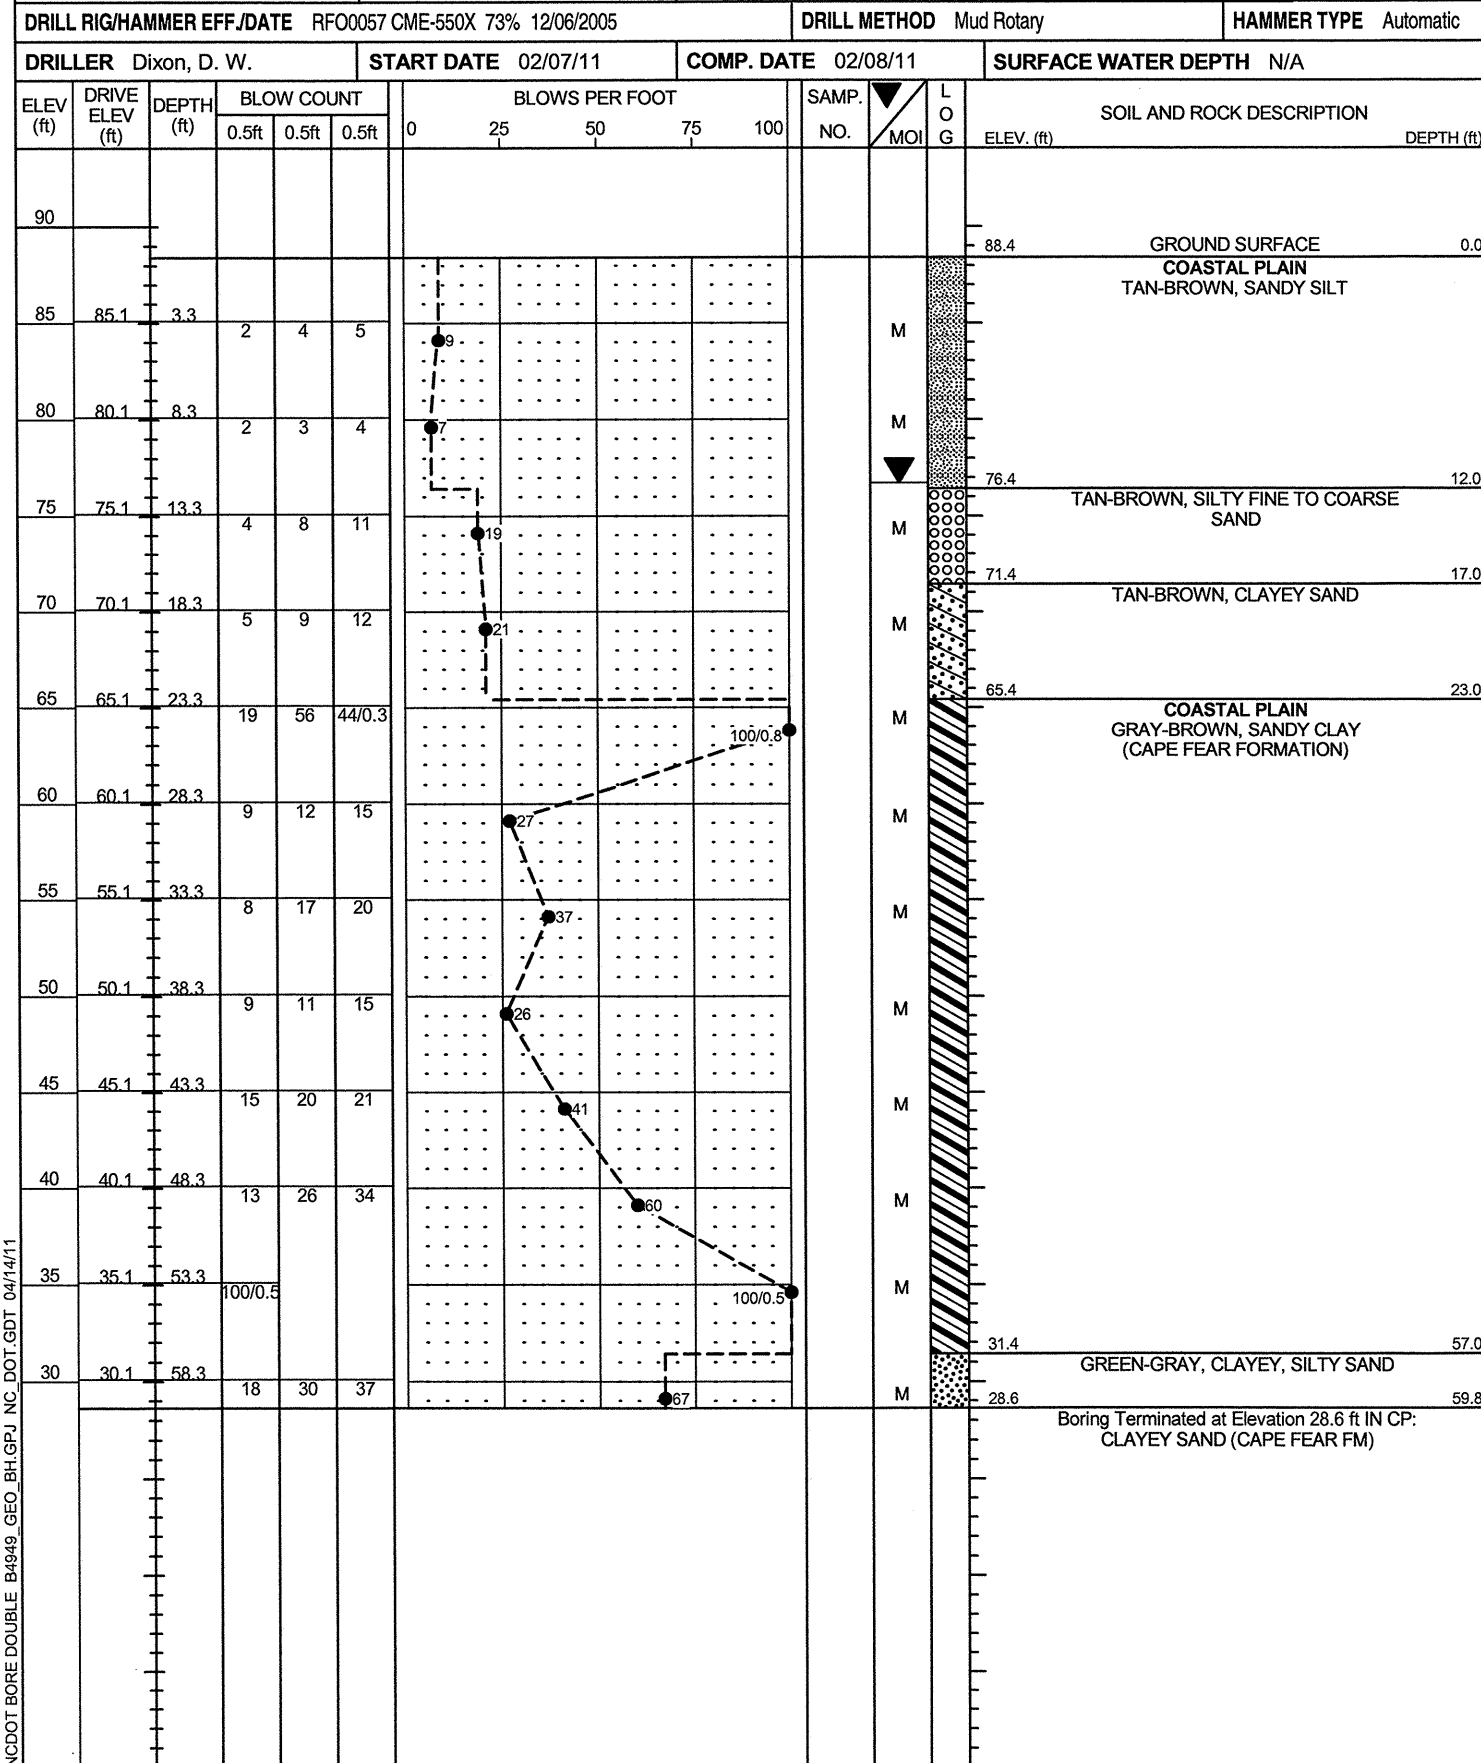 DRILL RIG/HAMMER EFF./DATE RFO0057 CME-550X 73% 12/06/2005 DRILL METHOD Mud Rotary HAMMER TYPE Automatic
DRILLER Dixon, D. W. START DATE 02/07/11 COMP. DATE 02/08/11 SURFACE WATER DEPTH N/A
ELEV (ft) DRIVE ELEV (ft) DEPTH (ft) BLOW COUNT BLOWS PER FOOT SAMP. NO. MOI L O G SOIL AND ROCK DESCRIPTION
0.5ft 0.5ft 0.5ft 0 25 50 75 100 ELEV. (ft) DEPTH (ft)
90
88.4 GROUND SURFACE 0.0
COASTAL PLAIN
TAN-BROWN, SANDY SILT
85 85.1 3.3
2 4 5 9 M
80 80.1 8.3
2 3 4 7 M
76.4 12.0
TAN-BROWN, SILTY FINE TO COARSE
SAND
75 75.1 13.3
4 8 11 19 M
71.4 17.0
TAN-BROWN, CLAYEY SAND
70 70.1 18.3
5 9 12 21 M
65.4 23.0
65 65.1 23.3
19 56 44/0.3 100/0.8 M
COASTAL PLAIN
GRAY-BROWN, SANDY CLAY
(CAPE FEAR FORMATION)
60 60.1 28.3
9 12 15 27 M
55 55.1 33.3
8 17 20 37 M
50 50.1 38.3
9 11 15 26 M
45 45.1 43.3
15 20 21 41 M
40 40.1 48.3
13 26 34 60 M
35 35.1 53.3
100/0.5 100/0.5 M
31.4 57.0
GREEN-GRAY, CLAYEY, SILTY SAND
30 30.1 58.3
18 30 37 67 M
28.6 59.8
Boring Terminated at Elevation 28.6 ft IN CP:
CLAYEY SAND (CAPE FEAR FM)
NCDOT BORE DOUBLE B4949_GEO_BH.GPJ NC_DOT.GDT 04/14/11